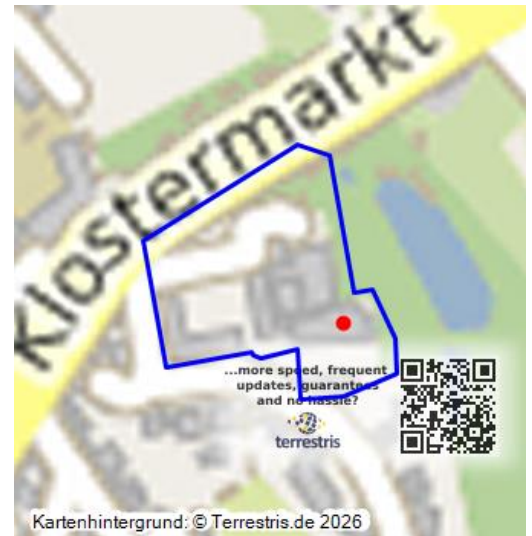 Klostermarkt
...more speed, frequent
updates, guarantees
and no hassle?
terrestris
Kartenhintergrund: © Terrestris.de 2026